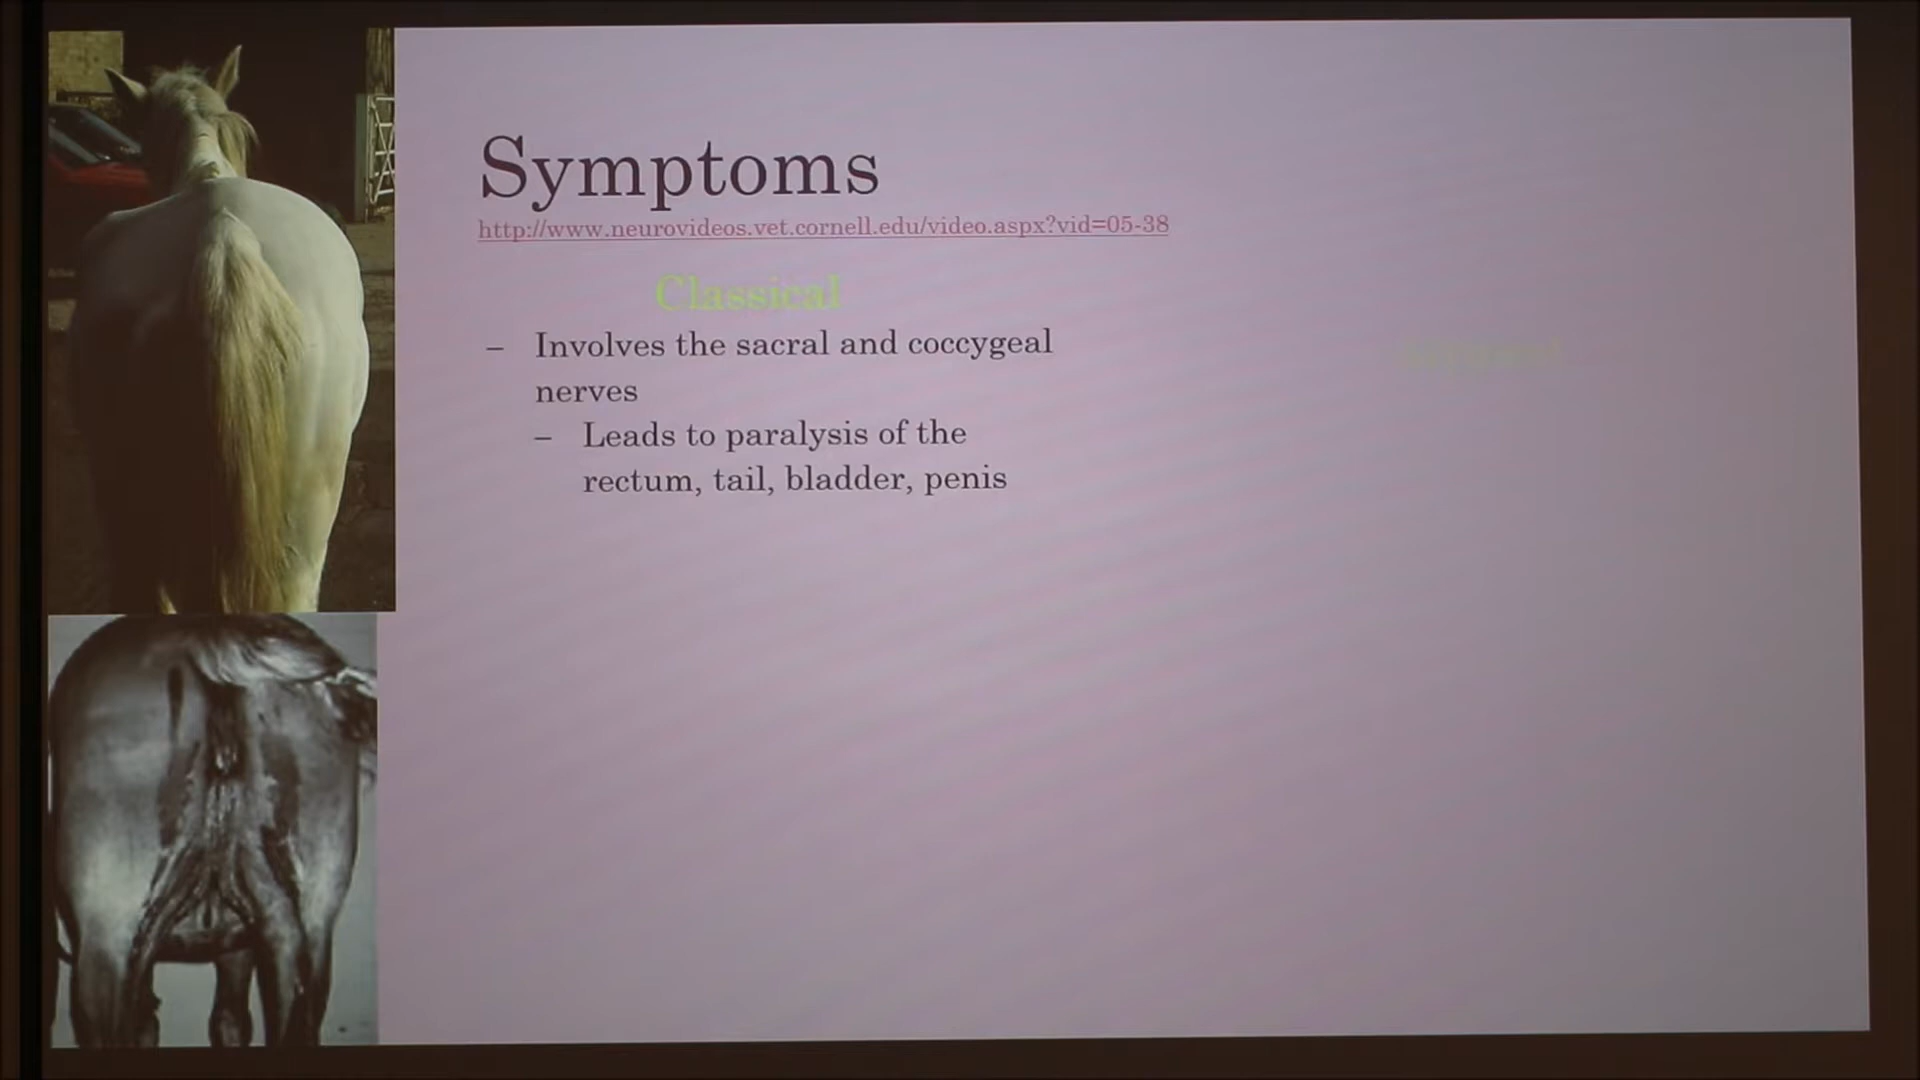 Symptoms
http://www.neurovideos.vet.cornell.edu/video.aspx?vid=05-38
Classical
– Involves the sacral and coccygeal
nerves
– Leads to paralysis of the
rectum, tail, bladder, penis